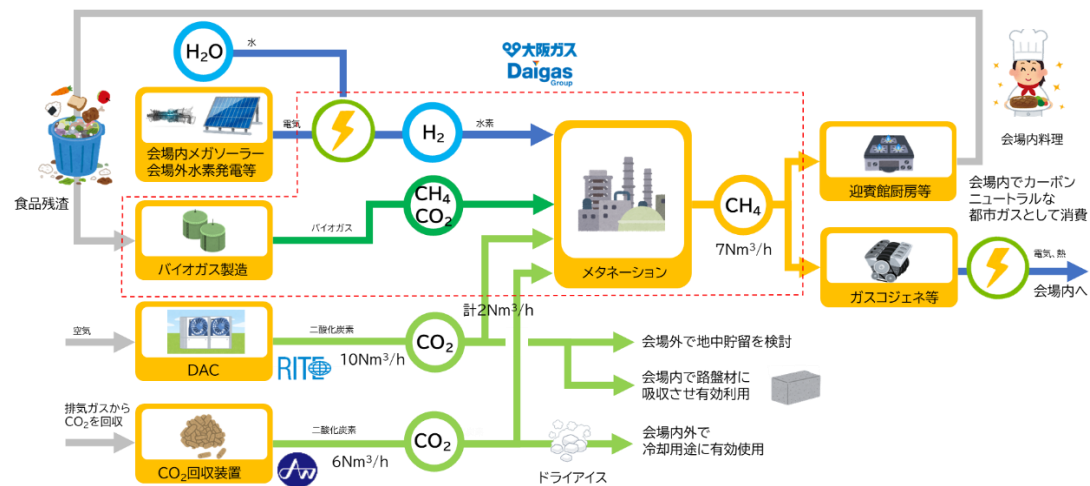 H₂O
水
大阪ガス
Daigas
Group
電気
H₂
水素
会場内メガソーラー
会場外水素発電等
会場内料理
食品残渣
CH₄
CO₂
バイオガス
バイオガス製造
メタネーション
CH₄
7Nm³/h
迎賓館厨房等
会場内でカーボン
ニュートラルな
都市ガスとして消費
ガスコジェネ等
電気、熱
会場内へ
計2Nm³/h
空気
DAC
二酸化炭素
RITE
10Nm³/h
CO₂
会場外で地中貯留を検討
会場内で路盤材に
吸収させ有効利用
排気ガスから
CO₂を回収
CO₂回収装置
二酸化炭素
6Nm³/h
CO₂
ドライアイス
会場内外で
冷却用途に有効使用